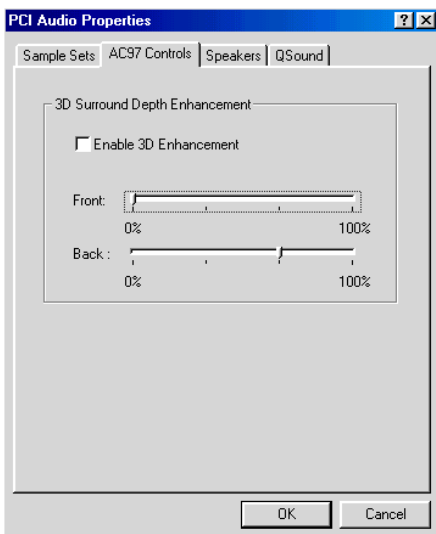 PCI Audio Properties
Sample Sets AC97 Controls Speakers QSound
3D Surround Depth Enhancement
Enable 3D Enhancement
Front:
0% 100%
Back :
0% 100%
OK Cancel